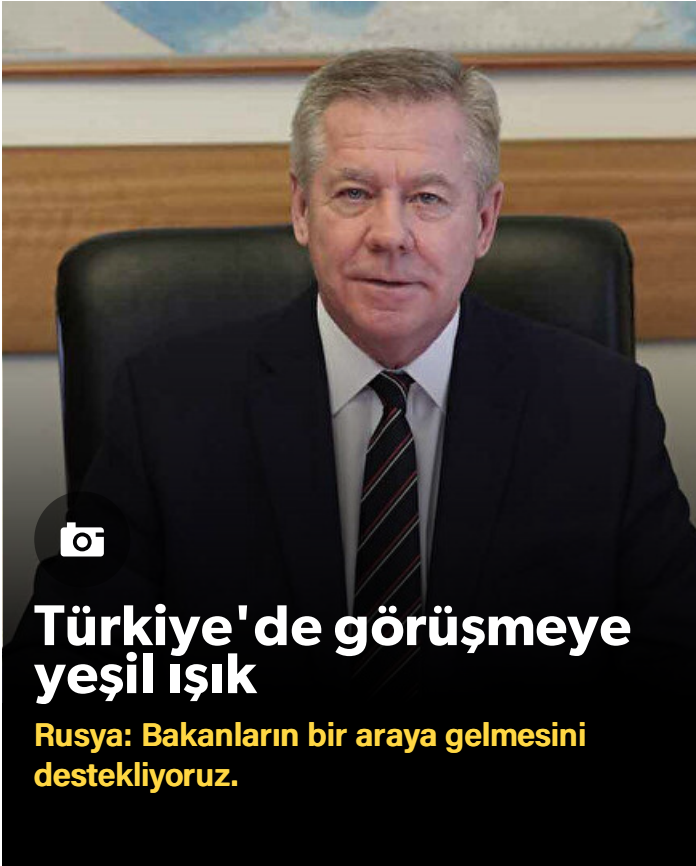 Türkiye'de görüşmeye
yeşil ışık
Rusya: Bakanların bir araya gelmesini
destekliyoruz.